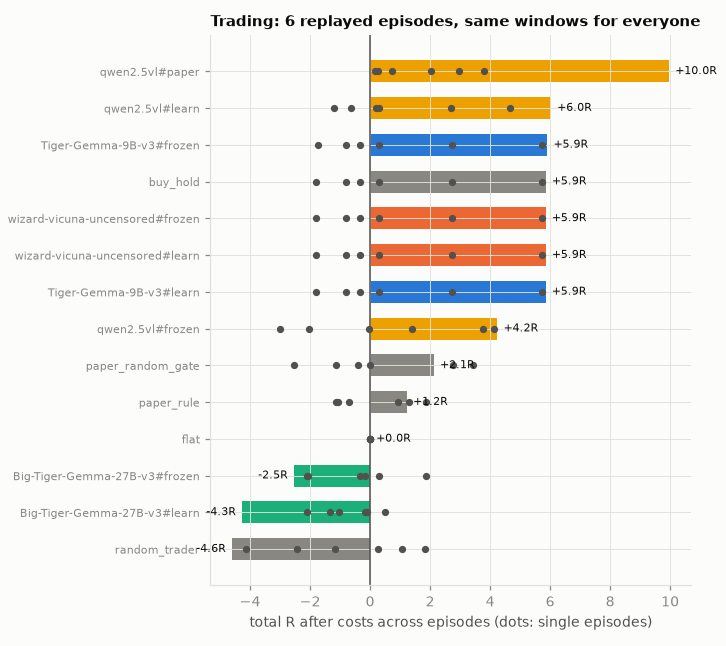 Trading: 6 replayed episodes, same windows for everyone
qwen2.5vl#paper +10.0R
qwen2.5vl#learn +6.0R
Tiger-Gemma-9B-v3#frozen +5.9R
buy_hold +5.9R
wizard-vicuna-uncensored#frozen +5.9R
wizard-vicuna-uncensored#learn +5.9R
Tiger-Gemma-9B-v3#learn +5.9R
qwen2.5vl#frozen +4.2R
paper_random_gate +2.1R
paper_rule +1.2R
flat +0.0R
Big-Tiger-Gemma-27B-v3#frozen -2.5R
Big-Tiger-Gemma-27B-v3#learn -4.3R
random_trader -4.6R
−4 −2 0 2 4 6 8 10
total R after costs across episodes (dots: single episodes)